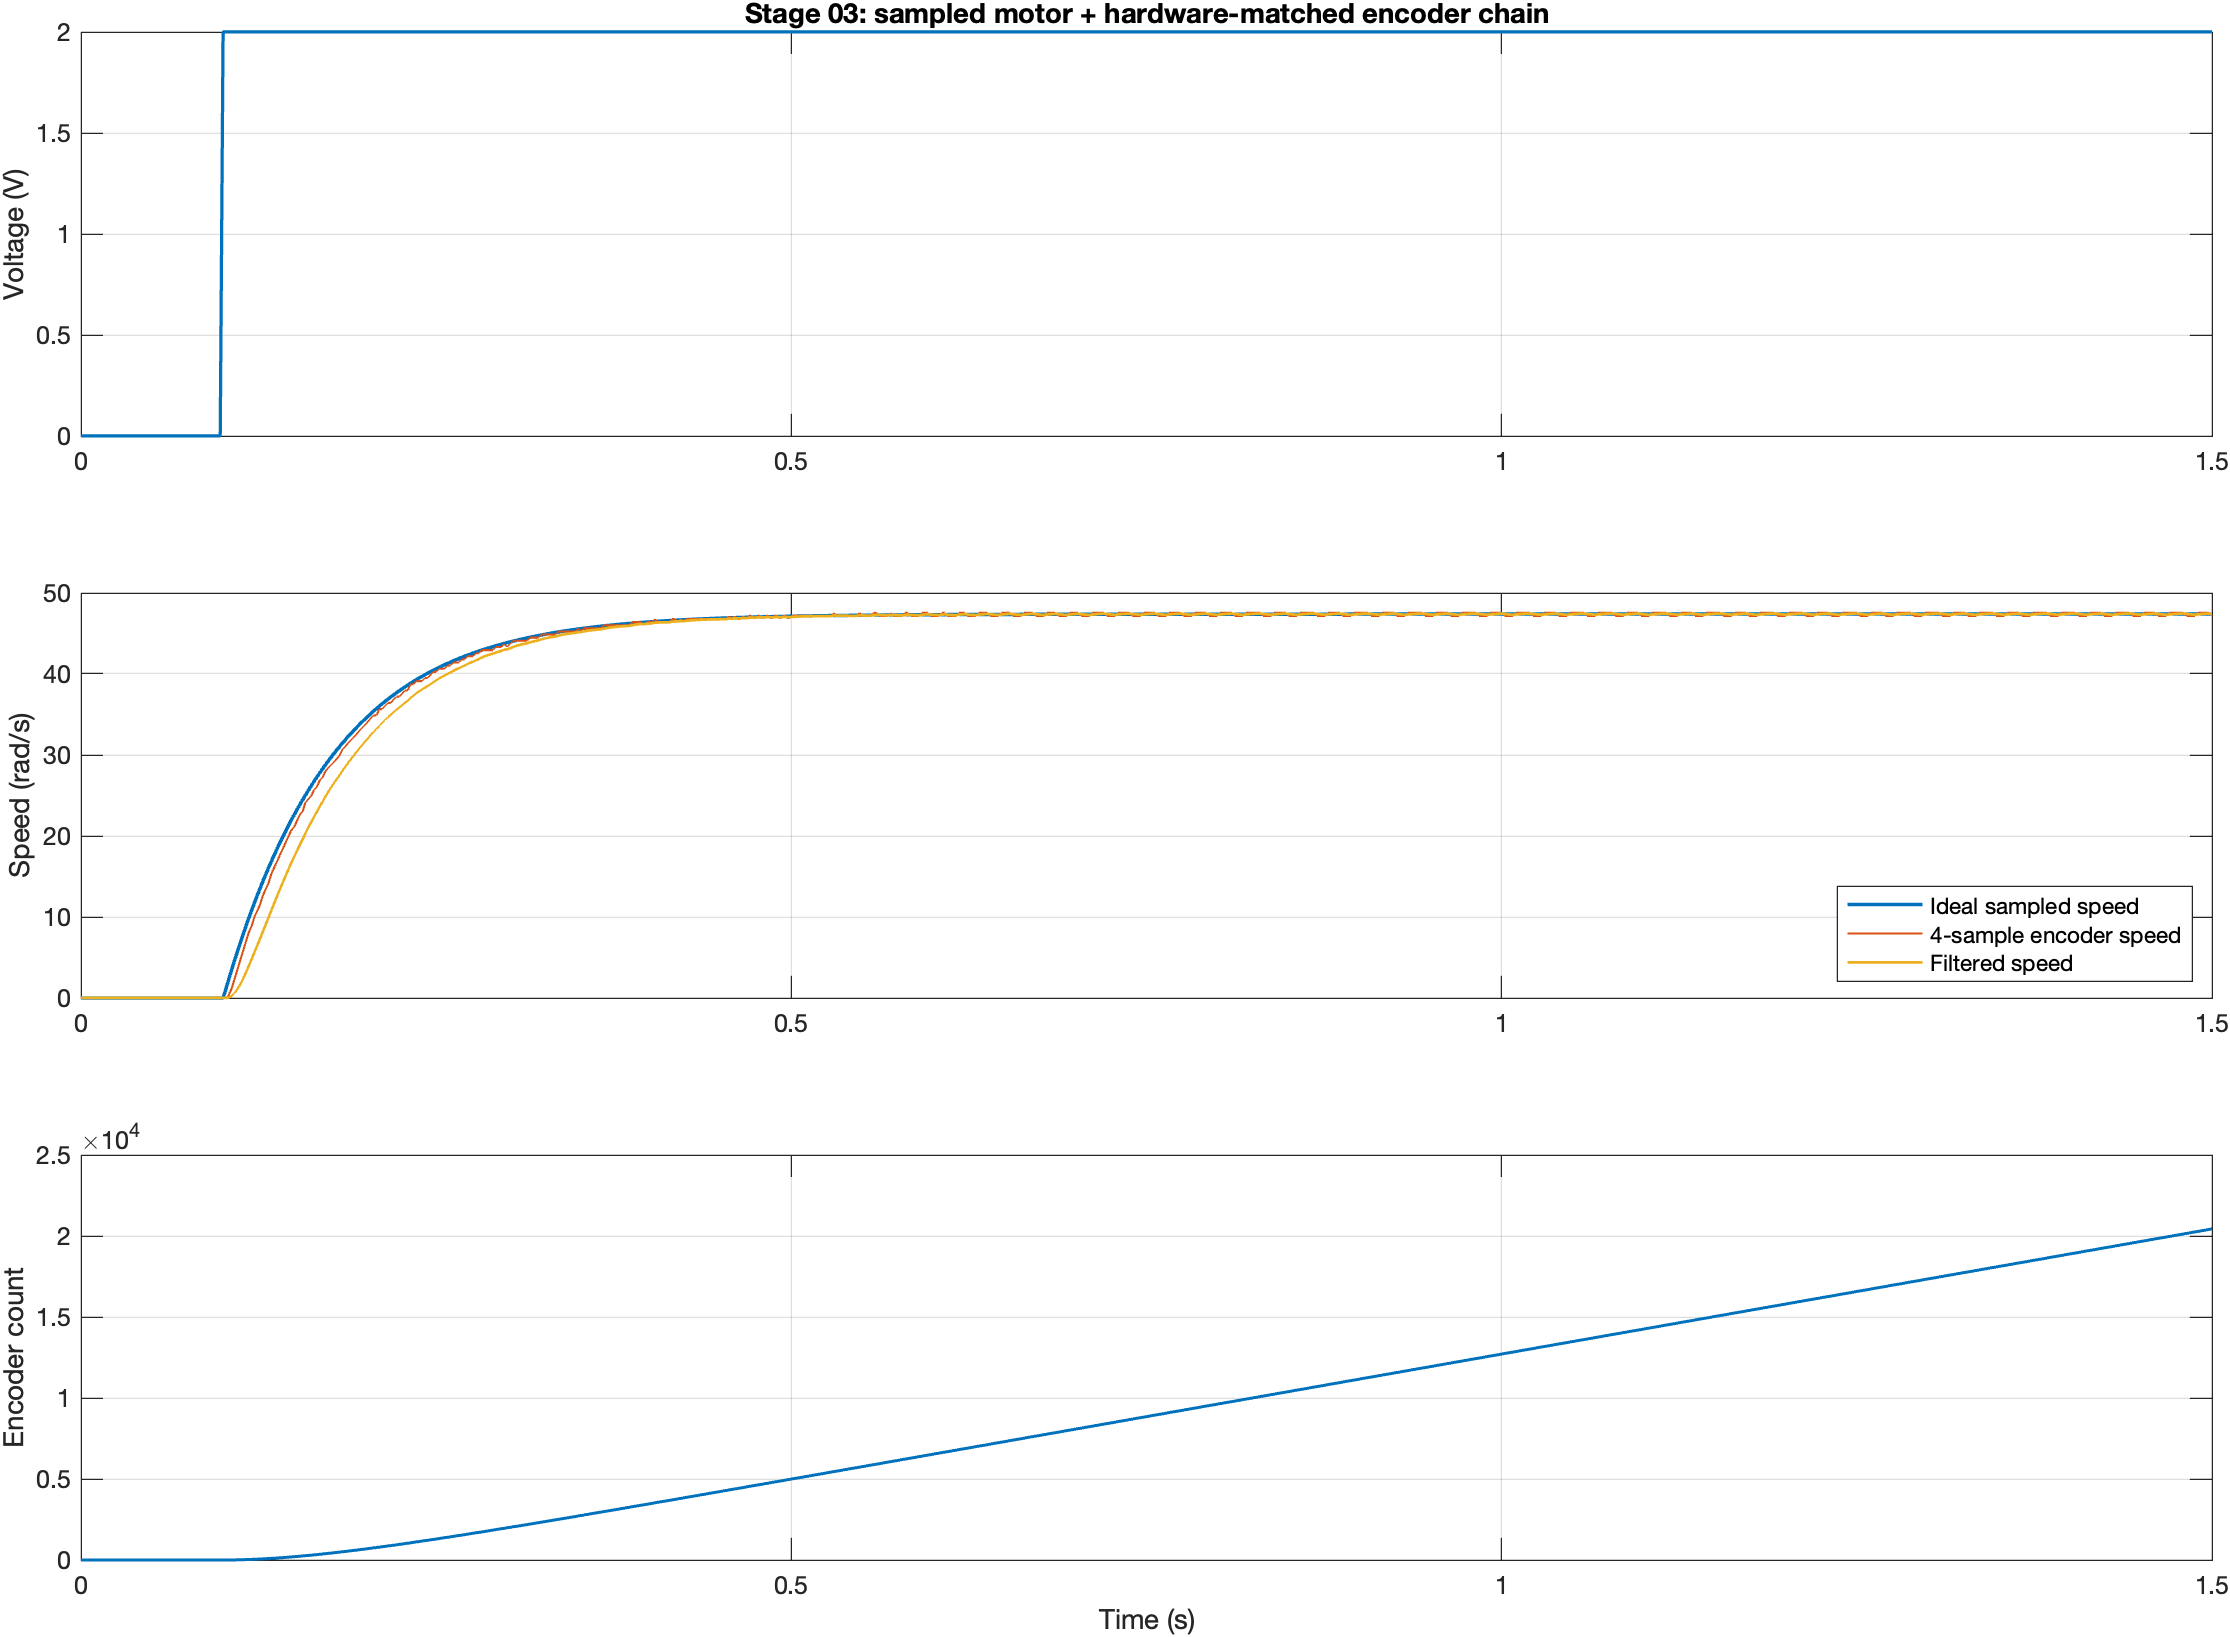 Stage 03: sampled motor + hardware-matched encoder chain
Voltage (V)
2
1.5
1
0.5
0
0 0.5 1 1.5
Speed (rad/s)
50
40
30
20
10
0
Ideal sampled speed
4-sample encoder speed
Filtered speed
0 0.5 1 1.5
×10⁴
Encoder count
2.5
2
1.5
1
0.5
0
0 0.5 1 1.5
Time (s)